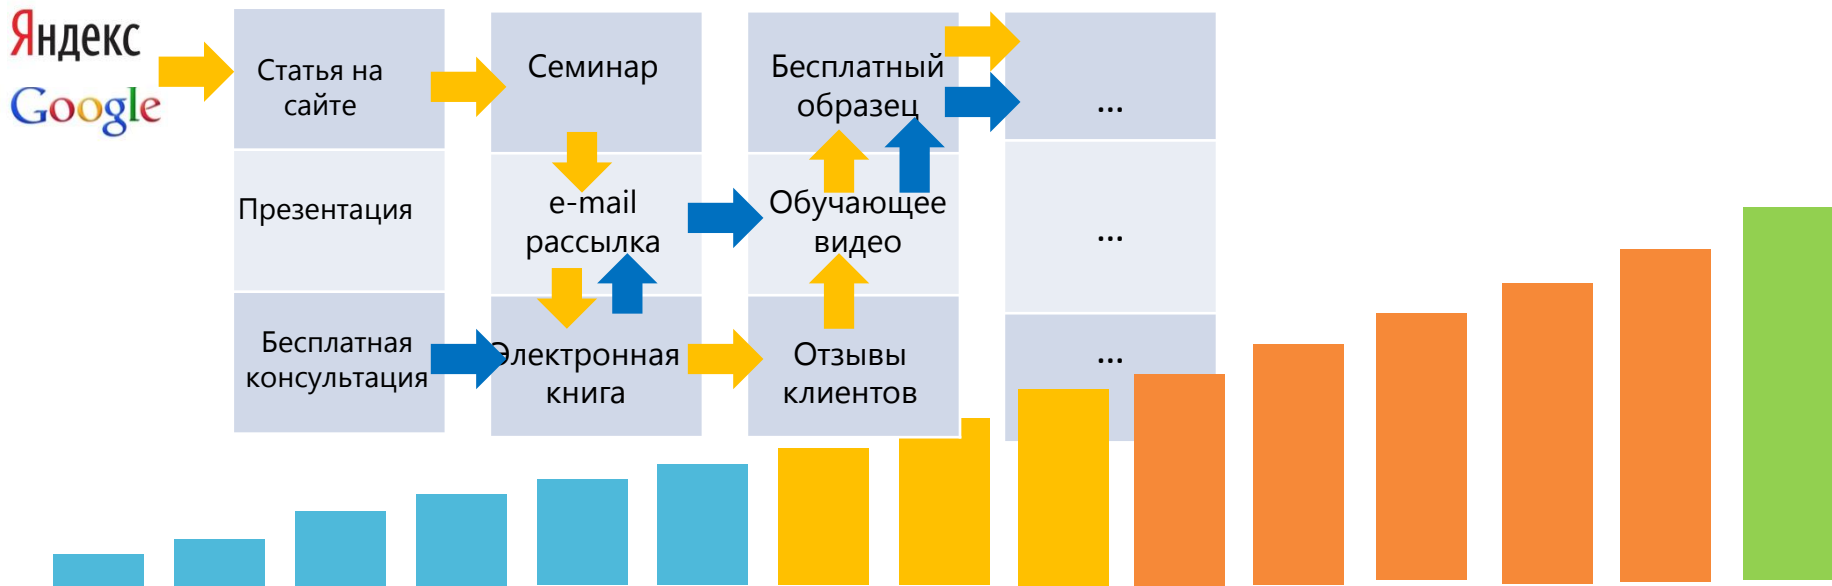 Яндекс
Google
Статья на
сайте
Презентация
Бесплатная
консультация
Семинар
e-mail
рассылка
Электронная
книга
Бесплатный
образец
Обучающее
видео
Отзывы
клиентов
...
...
...